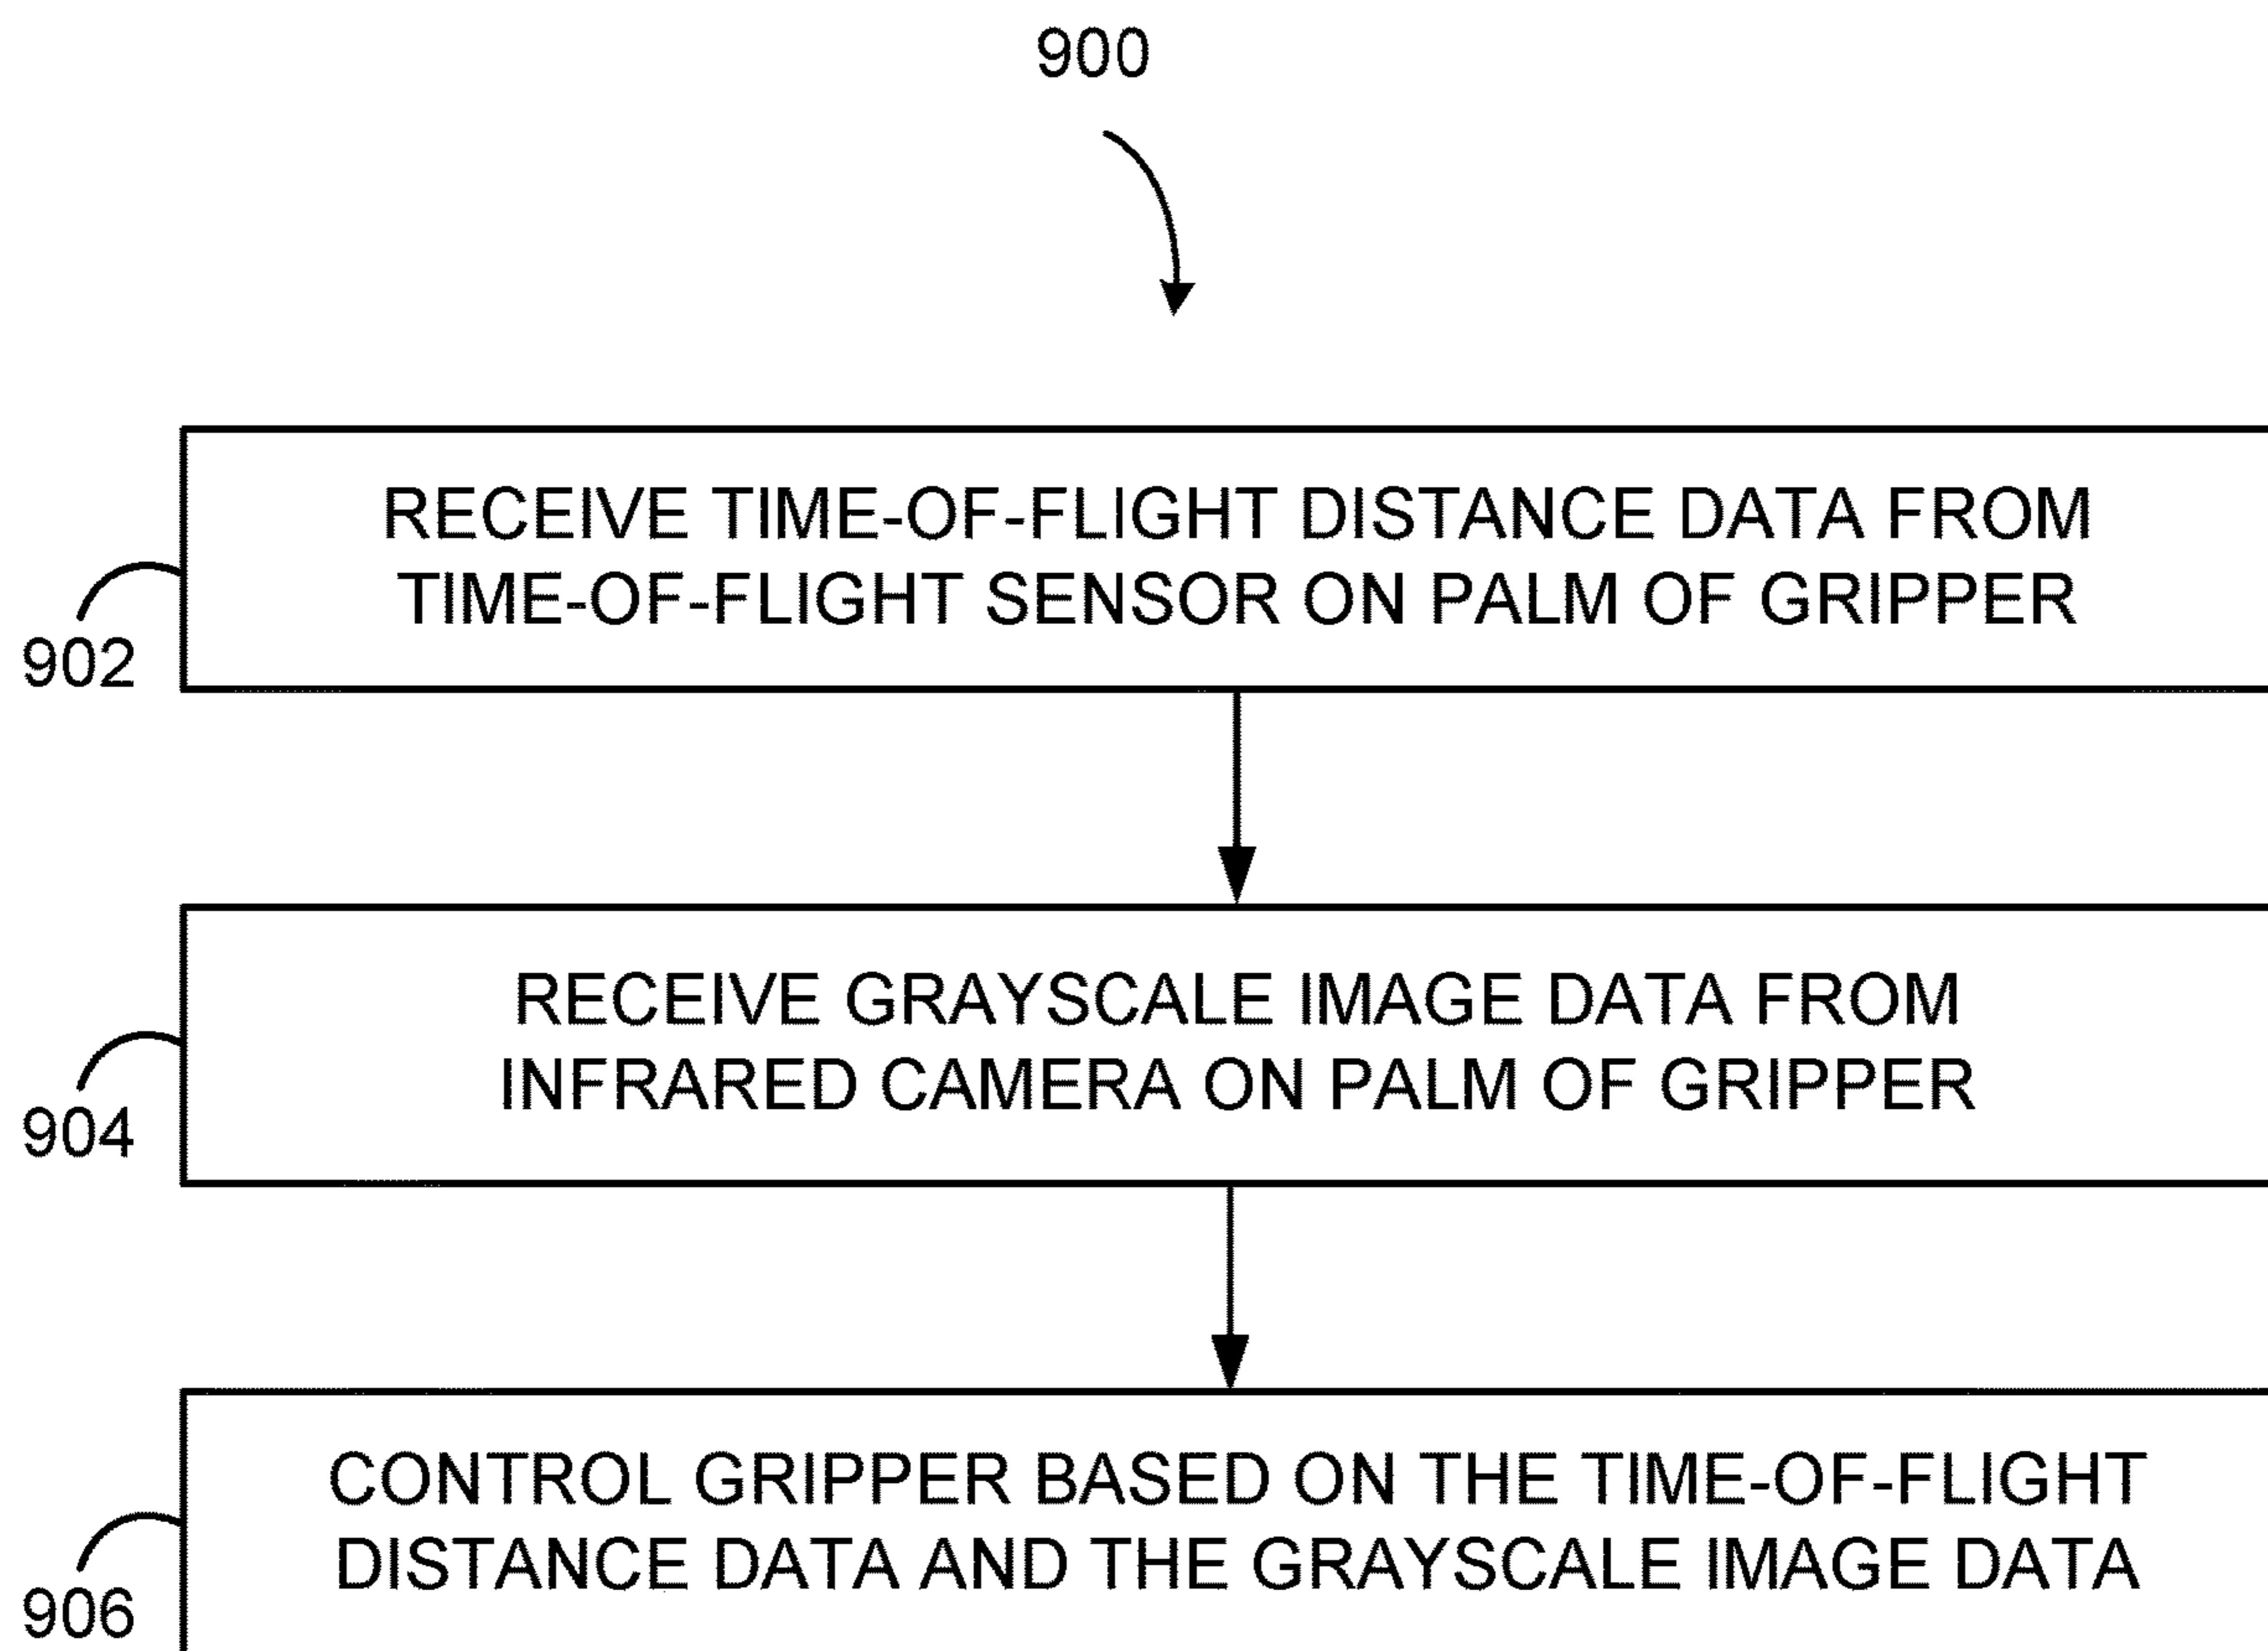 900
RECEIVE TIME-OF-FLIGHT DISTANCE DATA FROM
TIME-OF-FLIGHT SENSOR ON PALM OF GRIPPER
902
RECEIVE GRAYSCALE IMAGE DATA FROM
INFRARED CAMERA ON PALM OF GRIPPER
904
CONTROL GRIPPER BASED ON THE TIME-OF-FLIGHT
DISTANCE DATA AND THE GRAYSCALE IMAGE DATA
906